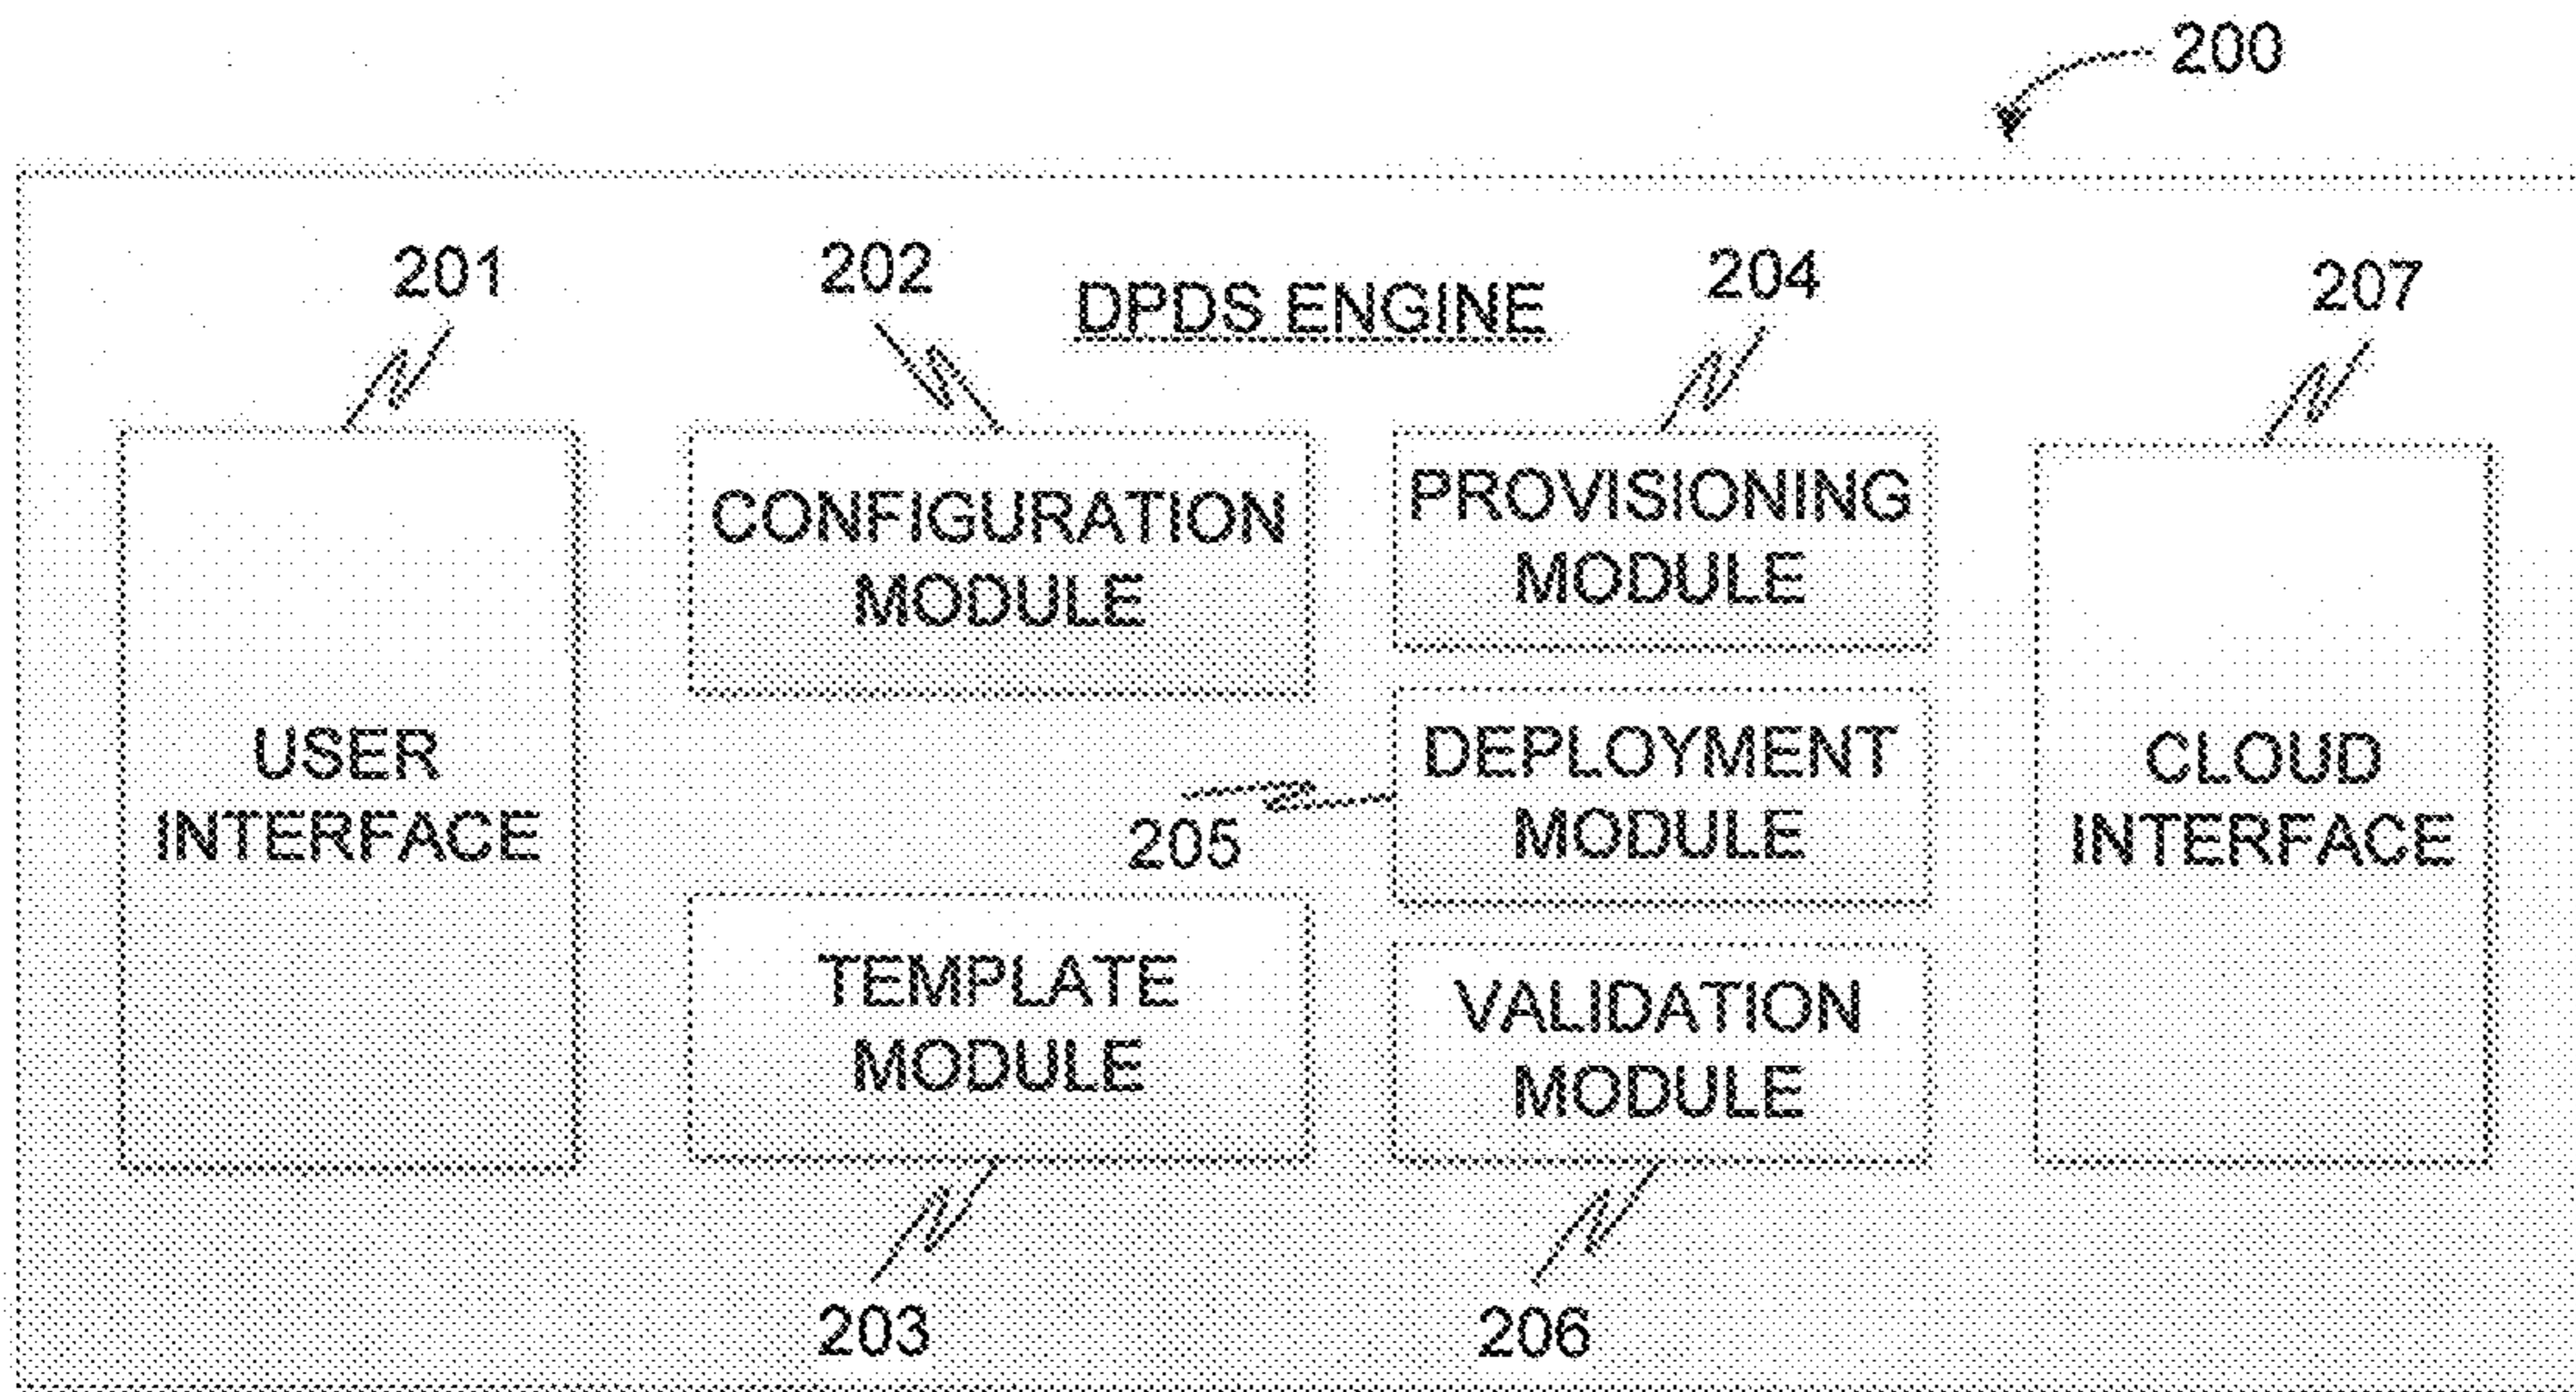 200
201
202
DPDS ENGINE
204
207
USER
INTERFACE
CONFIGURATION
MODULE
TEMPLATE
MODULE
203
PROVISIONING
MODULE
205
DEPLOYMENT
MODULE
VALIDATION
MODULE
206
CLOUD
INTERFACE